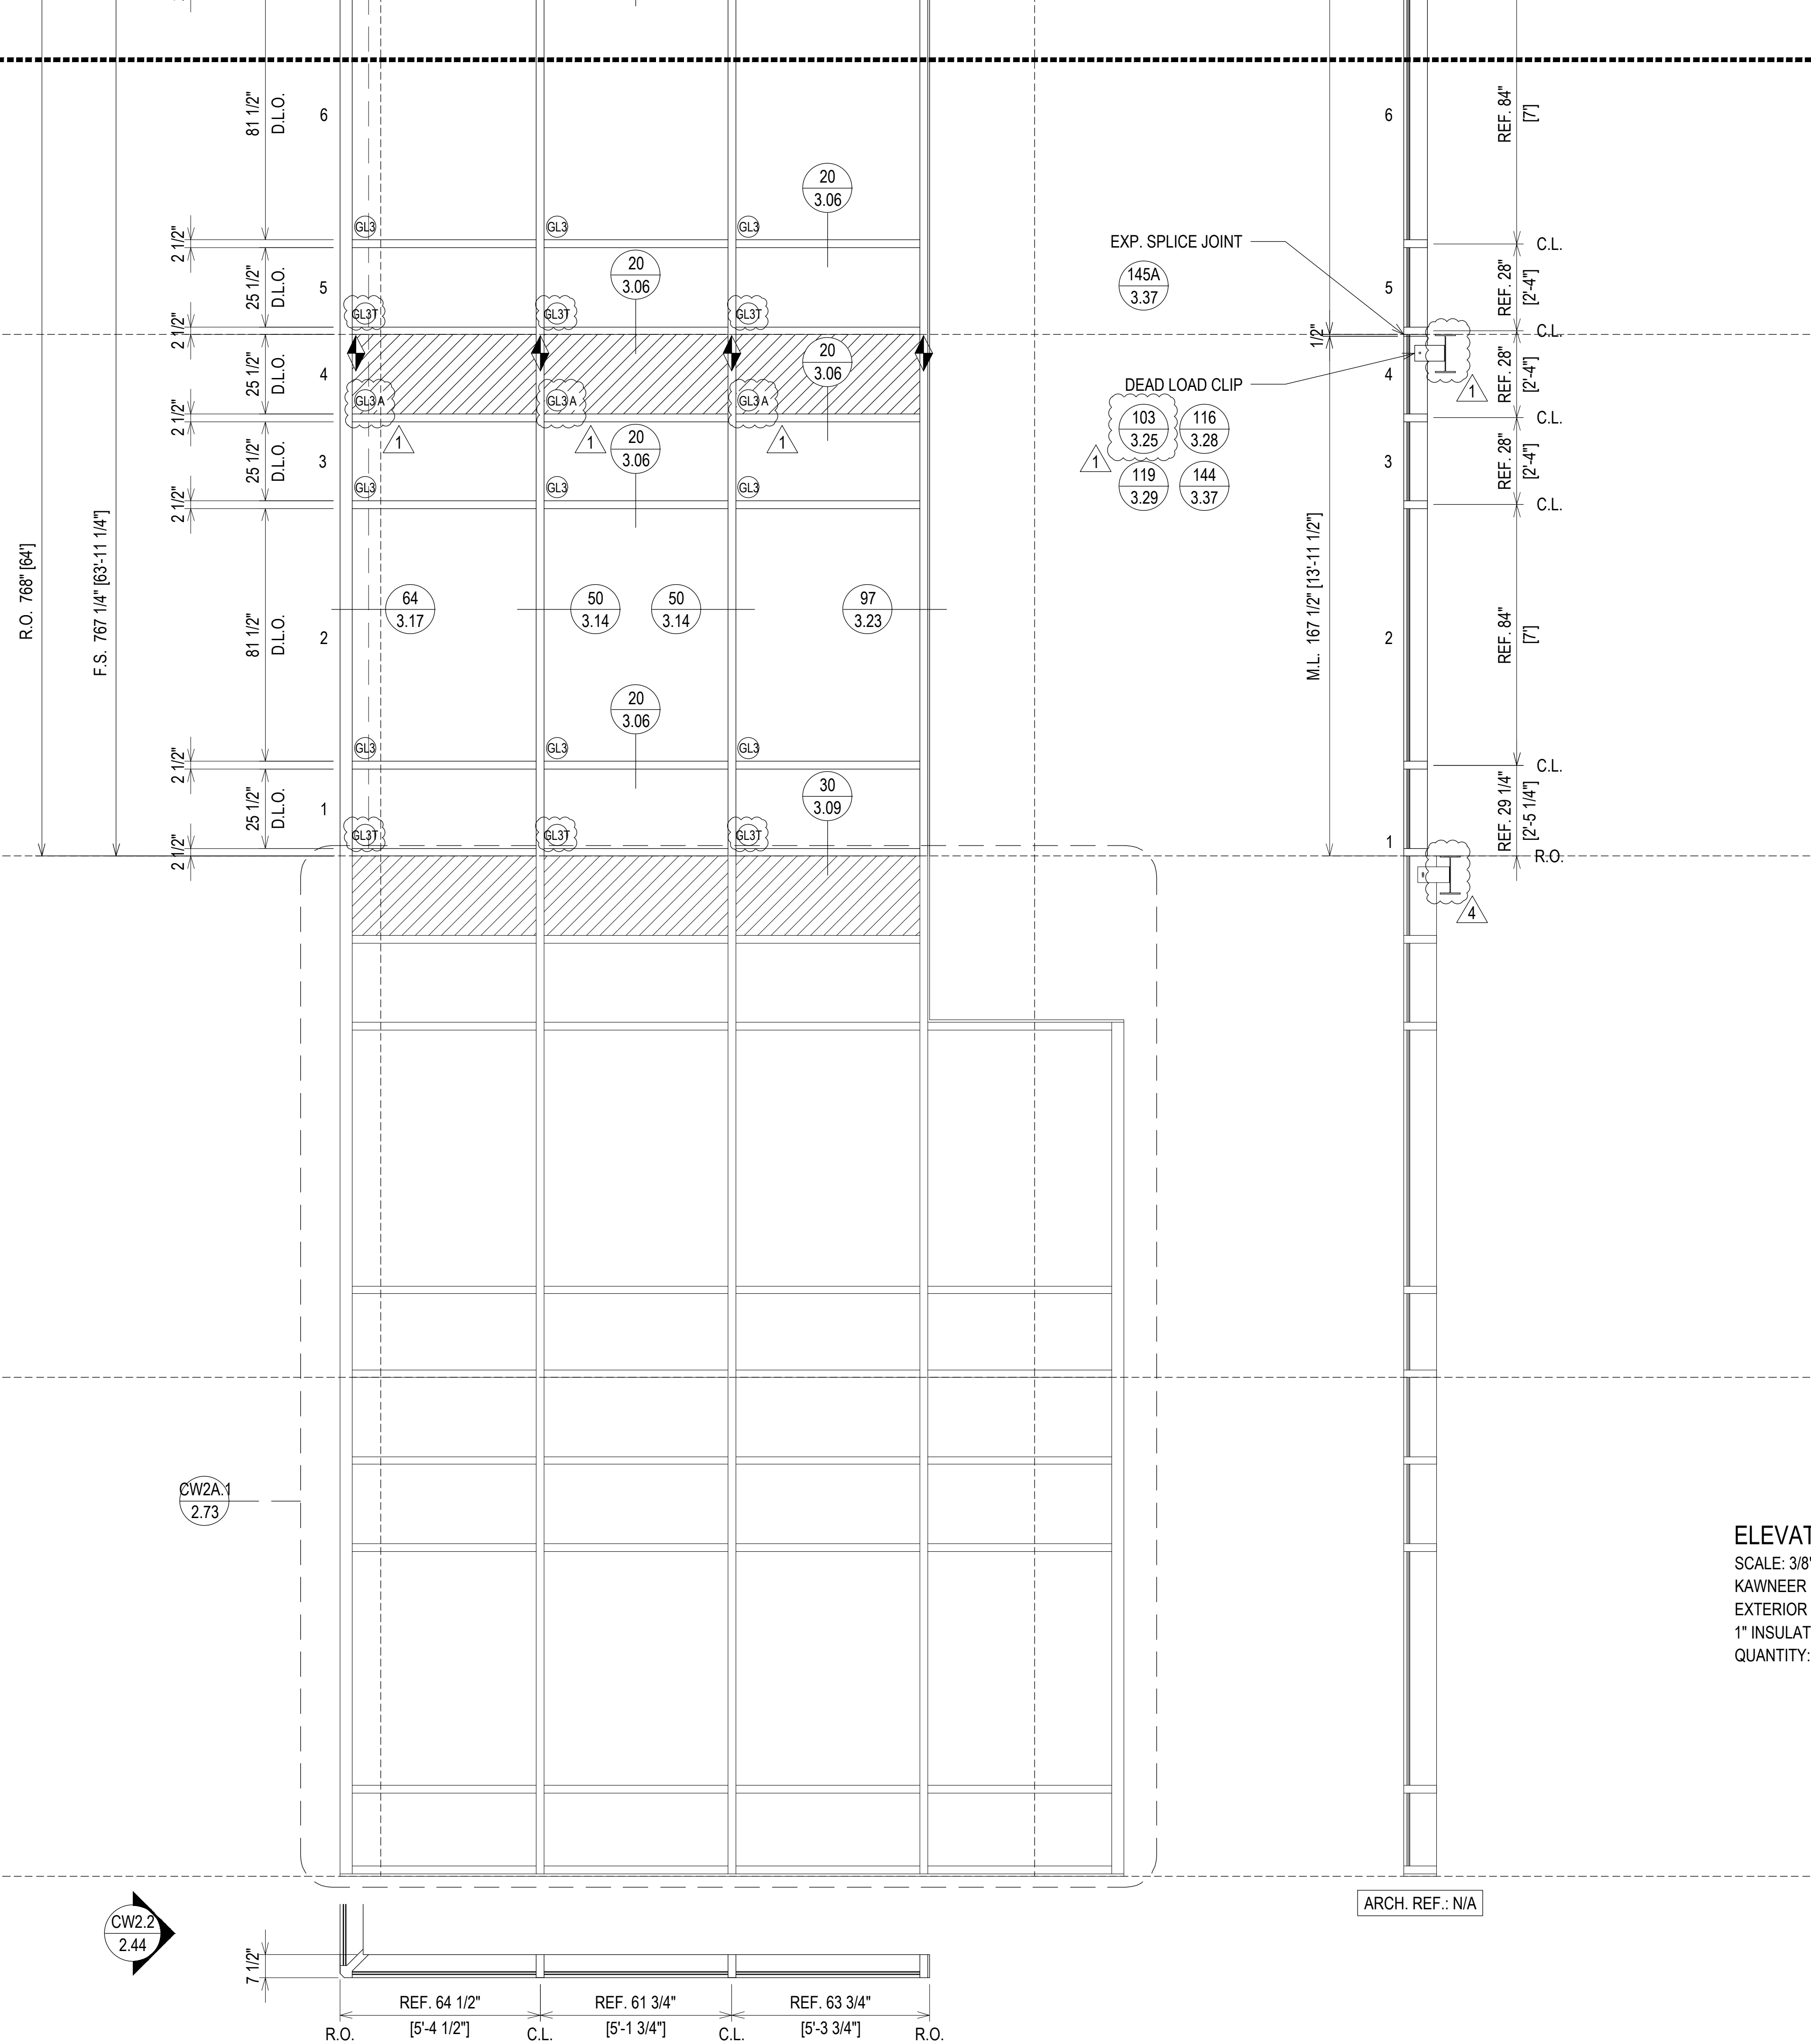 81 1/2"
D.L.O.
6
20
3.06
GL3
GL3
GL3
2 1/2"
25 1/2"
D.L.O.
5
20
3.06
GL3T
GL3T
GL3T
2 1/2"
25 1/2"
D.L.O.
4
20
3.06
GL3A
GL3A
GL3A
2 1/2"
1
1
1
25 1/2"
D.L.O.
3
20
3.06
GL3
GL3
GL3
2 1/2"
R.O. 768" [64']
F.S. 767 1/4" [63'-11 1/4"]
81 1/2"
D.L.O.
2
64
3.17
50
3.14
50
3.14
97
3.23
20
3.06
GL3
GL3
GL3
2 1/2"
25 1/2"
D.L.O.
1
30
3.09
GL3T
GL3T
GL3T
2 1/2"
EXP. SPLICE JOINT
145A
3.37
DEAD LOAD CLIP
103
3.25
116
3.28
1
119
3.29
144
3.37
1/2"
M.L. 167 1/2" [13'-11 1/2"]
6
REF. 84"
[7']
C.L.
5
REF. 28"
[2'-4"]
C.L.
4
REF. 28"
[2'-4"]
1
C.L.
3
REF. 28"
[2'-4"]
C.L.
2
REF. 84"
[7']
C.L.
1
REF. 29 1/4"
[2'-5 1/4"]
R.O.
4
CW2A.1
2.73
ELEVAT
SCALE: 3/8"
KAWNEER
EXTERIOR
1" INSULAT
QUANTITY:
ARCH. REF.: N/A
CW2.2
2.44
7 1/2"
REF. 64 1/2"
[5'-4 1/2"]
REF. 61 3/4"
[5'-1 3/4"]
REF. 63 3/4"
[5'-3 3/4"]
R.O.
C.L.
C.L.
R.O.